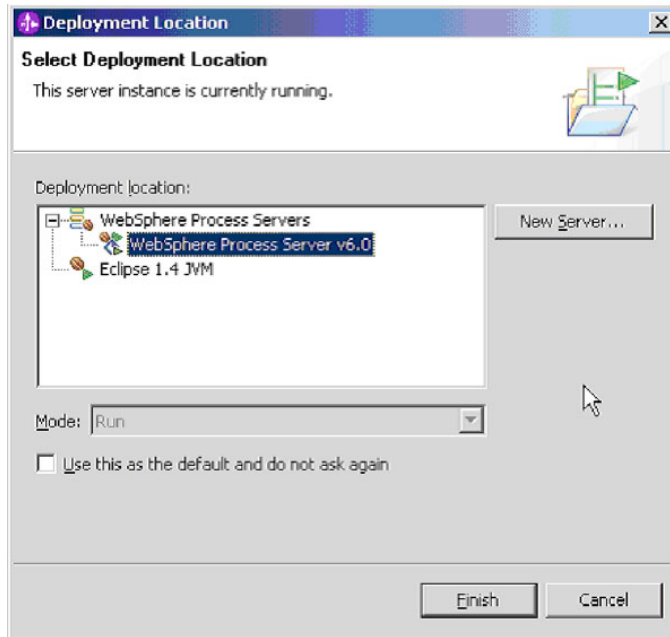 Deployment Location
Select Deployment Location
This server instance is currently running.
Deployment location:
WebSphere Process Servers
New Server...
WebSphere Process Server v6.0
Eclipse 1.4 JVM
Mode: Run
Use this as the default and do not ask again
Finish Cancel